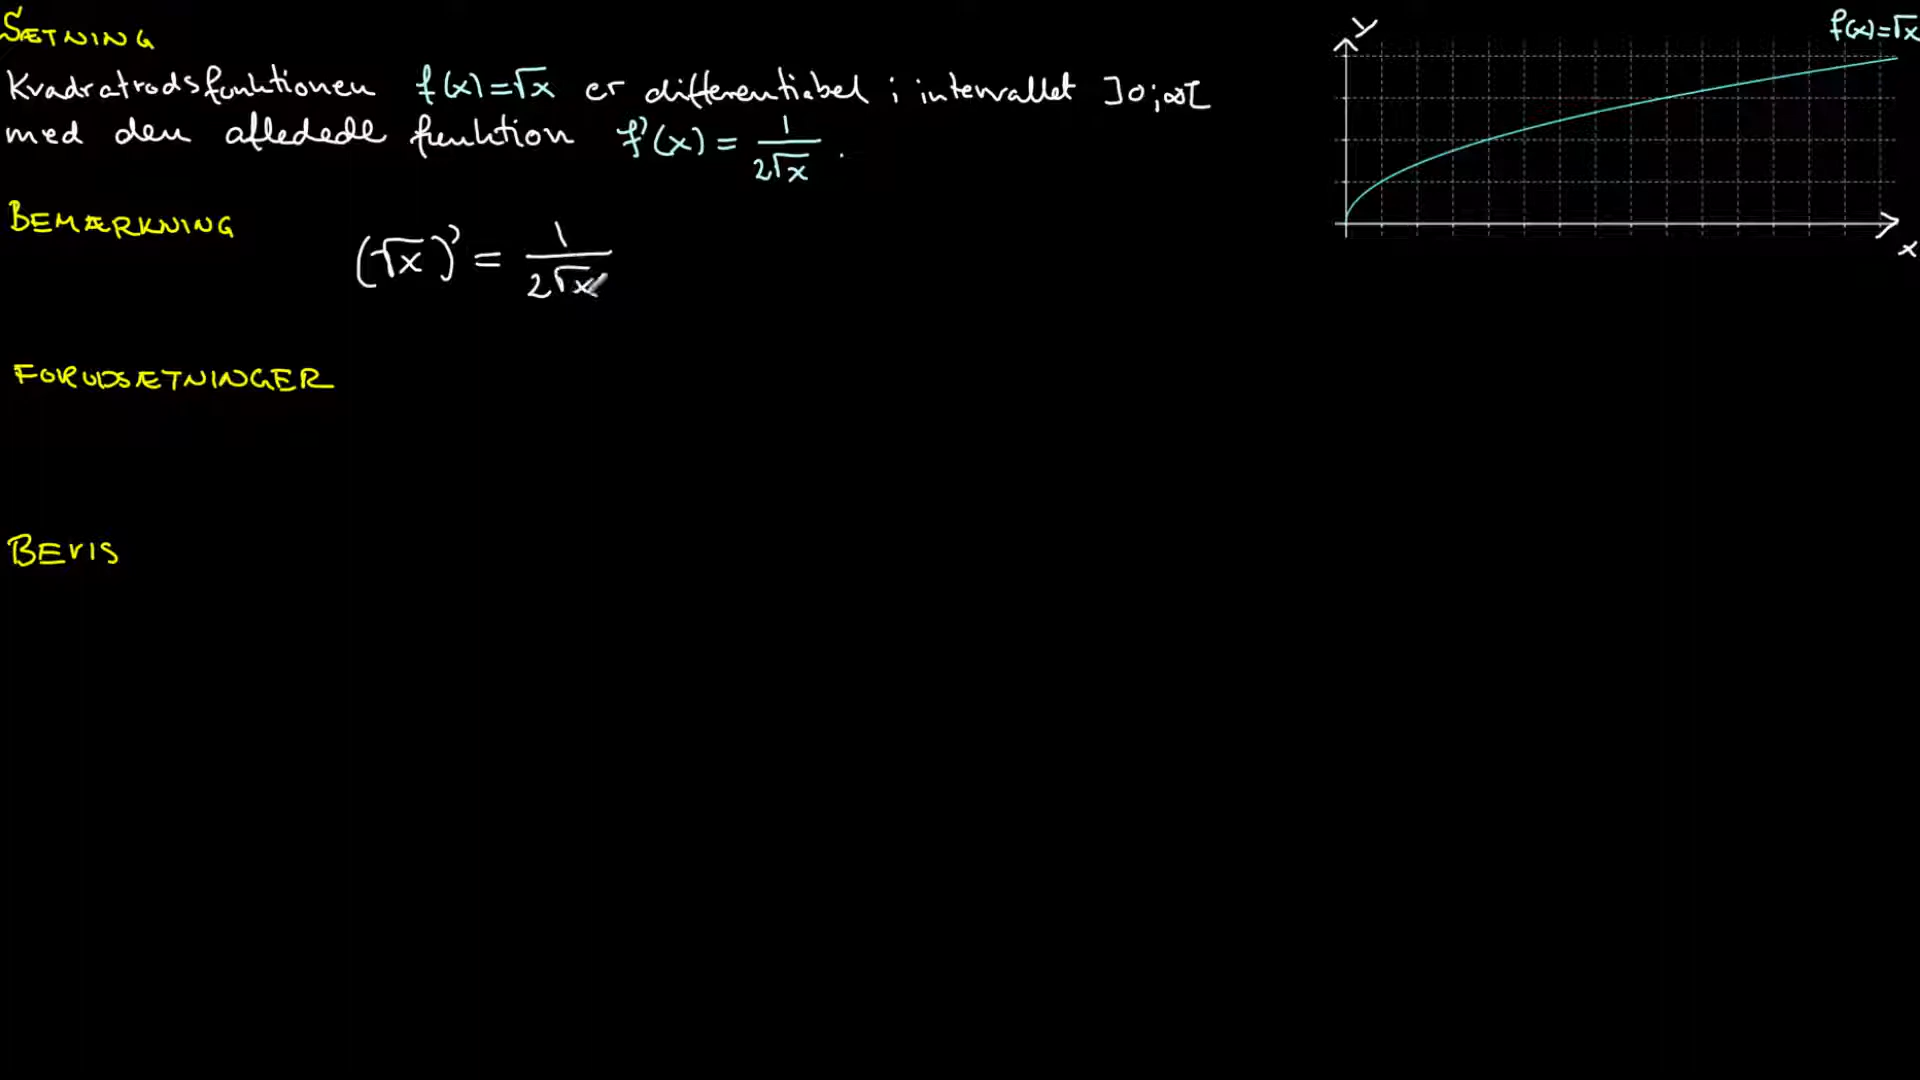 SÆTNING
Kvadratrodsfunktionen f(x)=√x er differentiabel i intervallet ]0;∞[
med den afledede funktion f'(x) = 1/(2√x) .
BEMÆRKNING
(√x)' = 1/(2√x)
FORUDSÆTNINGER
BEVIS
y
f(x)=√x
x